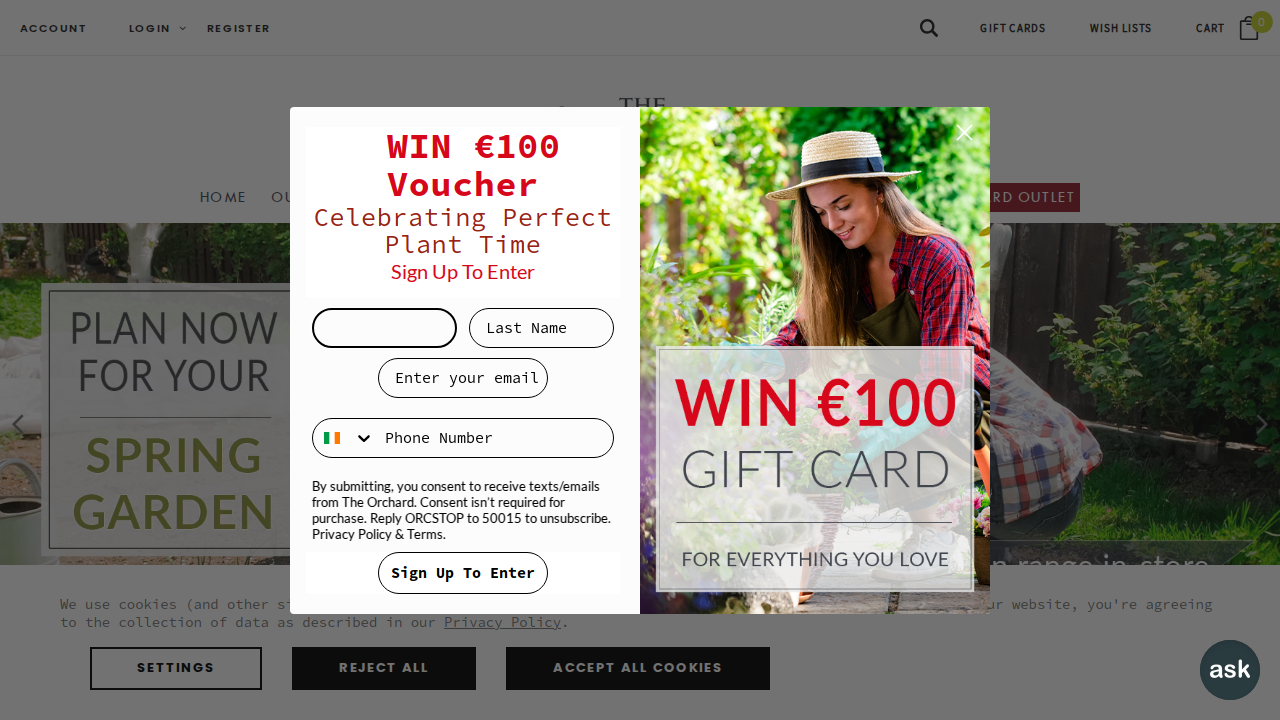 ACCOUNT LOGIN REGISTER GIFT CARDS WISH LISTS CART 0
THE
HOME OU RD OUTLET
WIN €100
Voucher
Celebrating Perfect
Plant Time
Sign Up To Enter
Last Name
Enter your email
Phone Number
By submitting, you consent to receive texts/emails
from The Orchard. Consent isn't required for
purchase. Reply ORCSTOP to 50015 to unsubscribe.
Privacy Policy & Terms.
Sign Up To Enter
WIN €100
GIFT CARD
FOR EVERYTHING YOU LOVE
PLAN NOW
FOR YOUR
SPRING
GARDEN
n range in-store
We use cookies (and other si ur website, you're agreeing
to the collection of data as described in our Privacy Policy.
SETTINGS REJECT ALL ACCEPT ALL COOKIES
ask